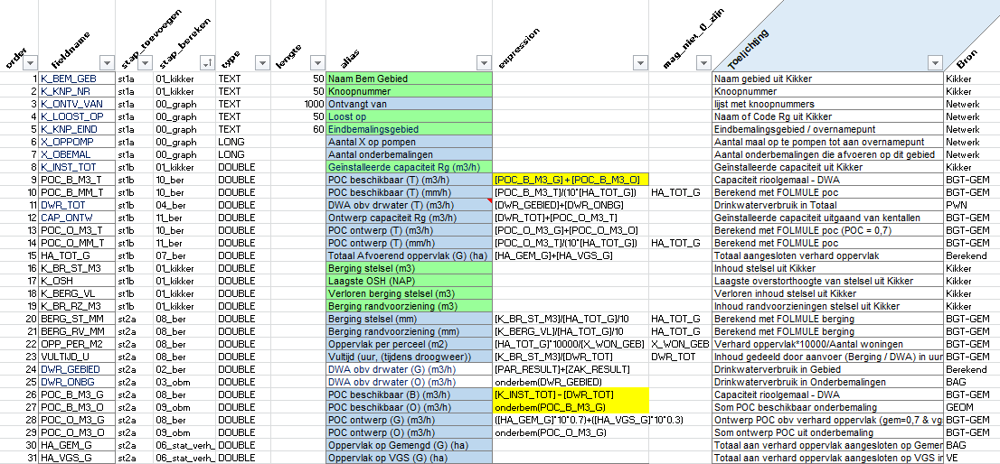 order fieldname stap_toevoegen stap_bereken type lengte alias expression mag_niet_0_zijn Toelichting Bron
1 K_BEM_GEB st1a 01_kikker TEXT 50 Naam Bem Gebied Naam gebied uit Kikker Kikker
2 K_KNP_NR st1a 01_kikker TEXT 50 Knoopnummer Knoopnummer Kikker
3 K_ONTV_VAN st1a 00_graph TEXT 1000 Ontvangt van lijst met knoopnummers Netwerk
4 K_LOOST_OP st1a 00_graph TEXT 50 Loost op Naam of Code Rg uit Kikker Netwerk
5 K_KNP_EIND st1a 00_graph TEXT 60 Eindbemalingsgebied Eindbemalingsgebied / overnamepunt Netwerk
6 X_OPPOMP st1a 00_graph LONG Aantal X op pompen Aantal maal op te pompen tot aan overnamepunt Netwerk
7 X_OBEMAL st1a 00_graph LONG Aantal onderbemalingen Aantal onderbemalingen die afvoeren op dit gebied Netwerk
8 K_INST_TOT st1b 01_kikker DOUBLE Geïnstalleerde capaciteit Rg (m3/h) Geïnstalleerde capaciteit uit Kikker Kikker
9 POC_B_M3_T st1b 10_ber DOUBLE POC beschikbaar (T) (m3/h) [POC_B_M3_G]+[POC_B_M3_O] Capaciteit rioolgemaal - DWA BGT-GEM
10 POC_B_MM_T st1b 10_ber DOUBLE POC beschikbaar (T) (mm/h) [POC_B_M3_T]/(10*[HA_TOT_G]) HA_TOT_G Berekend met FOLMULE poc BGT-GEM
11 DWR_TOT st1b 04_ber DOUBLE DWA obv drwater (T) (m3/h) [DWR_GEBIED]+[DWR_ONBG] Drinkwaterverbruik in Totaal PWN
12 CAP_ONTW st1b 11_ber DOUBLE Ontwerp capaciteit Rg (m3/h) [DWR_TOT]+[POC_O_M3_T] Geïnstalleerde capaciteit uitgaand van kentallen BGT-GEM
13 POC_O_M3_T st1b 10_ber DOUBLE POC ontwerp (T) (m3/h) [POC_O_M3_G]+[POC_O_M3_O] Berekend met FOLMULE poc (POC = 0,7) BGT-GEM
14 POC_O_MM_T st1b 11_ber DOUBLE POC ontwerp (T) (mm/h) [POC_O_M3_T]/(10*[HA_TOT_G]) HA_TOT_G Berekend met FOLMULE poc BGT-GEM
15 HA_TOT_G st1b 07_ber DOUBLE Totaal Afvoerend oppervlak (G) (ha) [HA_GEM_G]+[HA_VGS_G] Totaal aangesloten verhard oppervlak Berekend
16 K_BR_ST_M3 st1b 01_kikker DOUBLE Berging stelsel (m3) Inhoud stelsel uit Kikker Kikker
17 K_OSH st1b 01_kikker DOUBLE Laagste OSH (NAP) Laagste overstorthoogte van stelsel uit Kikker Kikker
18 K_BERG_VL st1b 01_kikker DOUBLE Verloren berging stelsel (m3) Verloren inhoud stelsel uit Kikker Kikker
19 K_BR_RZ_M3 st1b 01_kikker DOUBLE Berging randvoorziening (m3) Inhoud randvoorzieningen stelsel uit Kikker Kikker
20 BERG_ST_MM st2a 08_ber DOUBLE Berging stelsel (mm) [K_BR_ST_M3]/[HA_TOT_G]/10 HA_TOT_G Berekend met FOLMULE berging BGT-GEM
21 BERG_RV_MM st2a 08_ber DOUBLE Berging randvoorziening (mm) [K_BERG_VL]/[HA_TOT_G]/10 HA_TOT_G Berekend met FOLMULE berging BGT-GEM
22 OPP_PER_M2 st2a 08_ber DOUBLE Oppervlak per perceel (m2) [HA_TOT_G]*10000/[X_WON_GEB] X_WON_GEB Verhard oppervlak*10000/Aantal woningen BGT-GEM
23 VULTIJD_U st2a 08_ber DOUBLE Vultijd (uur, (tijdens droogweer)) [K_BR_ST_M3]/[DWR_TOT] DWR_TOT Inhoud gedeeld door aanvoer (Berging / DWA) in uur BGT-GEM
24 DWR_GEBIED st2a 02_ber DOUBLE DWA obv drwater (G) (m3/h) [PAR_RESULT]+[ZAK_RESULT] Drinkwaterverbruik in Gebied Berekend
25 DWR_ONBG st2a 03_obm DOUBLE DWA obv drwater (O) (m3/h) onderbem(DWR_GEBIED) Drinkwaterverbruik in Onderbemalingen BAG
26 POC_B_M3_G st2a 08_ber DOUBLE POC beschikbaar (B) (m3/h) [K_INST_TOT] - [DWR_TOT] Capaciteit rioolgemaal - DWA BGT-GEM
27 POC_B_M3_O st2a 09_obm DOUBLE POC beschikbaar (O) (m3/h) onderbem(POC_B_M3_G) Som POC beschikbaar onderbemaling GEOM
28 POC_O_M3_G st2a 08_ber DOUBLE POC ontwerp (G) (m3/h) ([HA_GEM_G]*10*0.7)+([HA_VGS_G]*10*0.3) Ontwerp POC obv verhard oppervlak (gem=0,7 & vg BGT-GEM
29 POC_O_M3_O st2a 09_obm DOUBLE POC ontwerp (O) (m3/h) onderbem(POC_O_M3_G) Som ontwerp POC uit onderbemaling BGT-GEM
30 HA_GEM_G st2a 06_stat_verh_ DOUBLE Oppervlak op Gemengd (G) (ha) Totaal aan verhard oppervlak aangesloten op Gemen BAG
31 HA_VGS_G st2a 06_stat_verh_ DOUBLE Oppervlak op VGS (G) (ha) Totaal aan verhard oppervlak aangesloten op VGS in VE